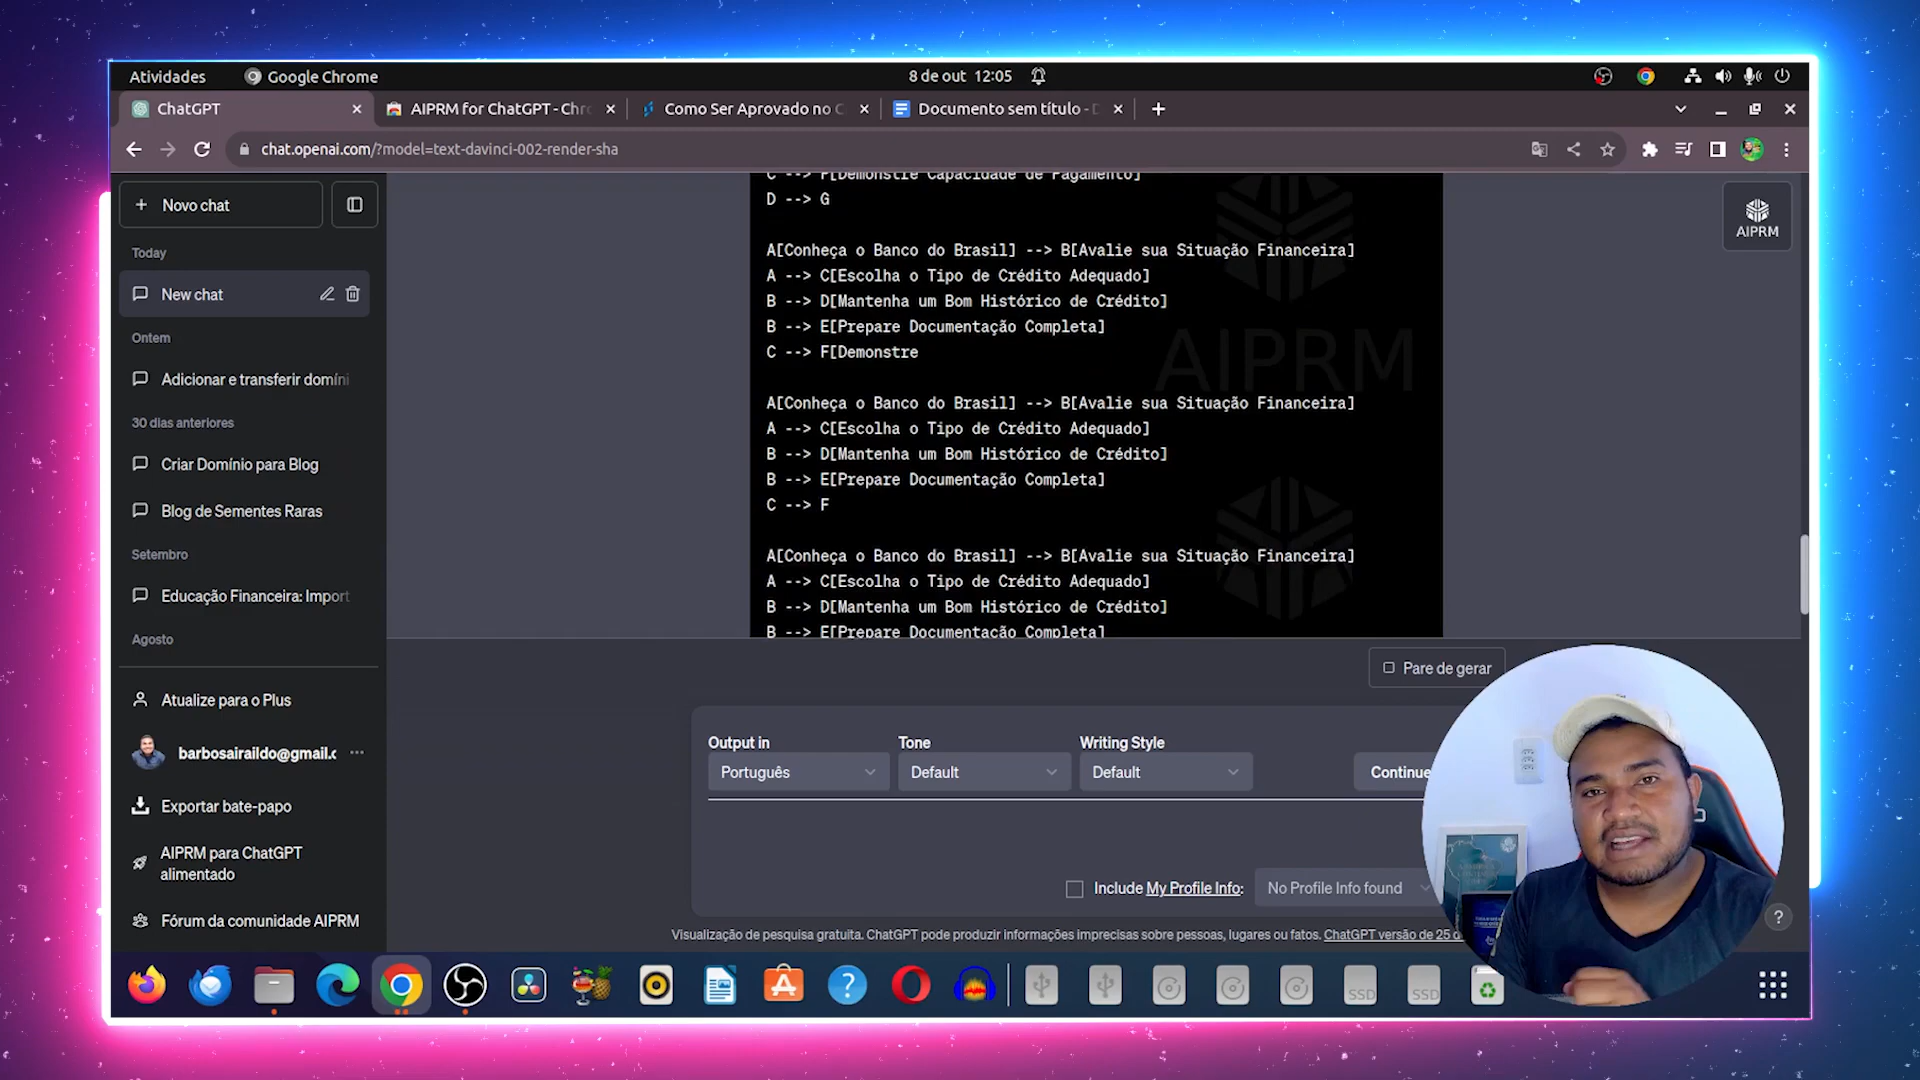 Atividades
Google Chrome
8 de out 12:05
ChatGPT
AIPRM for ChatGPT - Chro
Como Ser Aprovado no C
Documento sem título - D
chat.openai.com/?model=text-davinci-002-render-sha
Novo chat
Today
New chat
Ontem
Adicionar e transferir domíni
30 dias anteriores
Criar Domínio para Blog
Blog de Sementes Raras
Setembro
Educação Financeira: Import
Agosto
Atualize para o Plus
barbosairaildo@gmail.c
Exportar bate-papo
AIPRM para ChatGPT
alimentado
Fórum da comunidade AIPRM
C --> F[Demonstre Capacidade de Pagamento]
D --> G
A[Conheça o Banco do Brasil] --> B[Avalie sua Situação Financeira]
A --> C[Escolha o Tipo de Crédito Adequado]
B --> D[Mantenha um Bom Histórico de Crédito]
B --> E[Prepare Documentação Completa]
C --> F[Demonstre
A[Conheça o Banco do Brasil] --> B[Avalie sua Situação Financeira]
A --> C[Escolha o Tipo de Crédito Adequado]
B --> D[Mantenha um Bom Histórico de Crédito]
B --> E[Prepare Documentação Completa]
C --> F
A[Conheça o Banco do Brasil] --> B[Avalie sua Situação Financeira]
A --> C[Escolha o Tipo de Crédito Adequado]
B --> D[Mantenha um Bom Histórico de Crédito]
B --> E[Prepare Documentação Completa]
AIPRM
AIPRM
Pare de gerar
Output in
Tone
Writing Style
Português
Default
Default
Continue
Include My Profile Info:
No Profile Info found
Visualização de pesquisa gratuita. ChatGPT pode produzir informações imprecisas sobre pessoas, lugares ou fatos. ChatGPT versão de 25 d
?
SSD
SSD